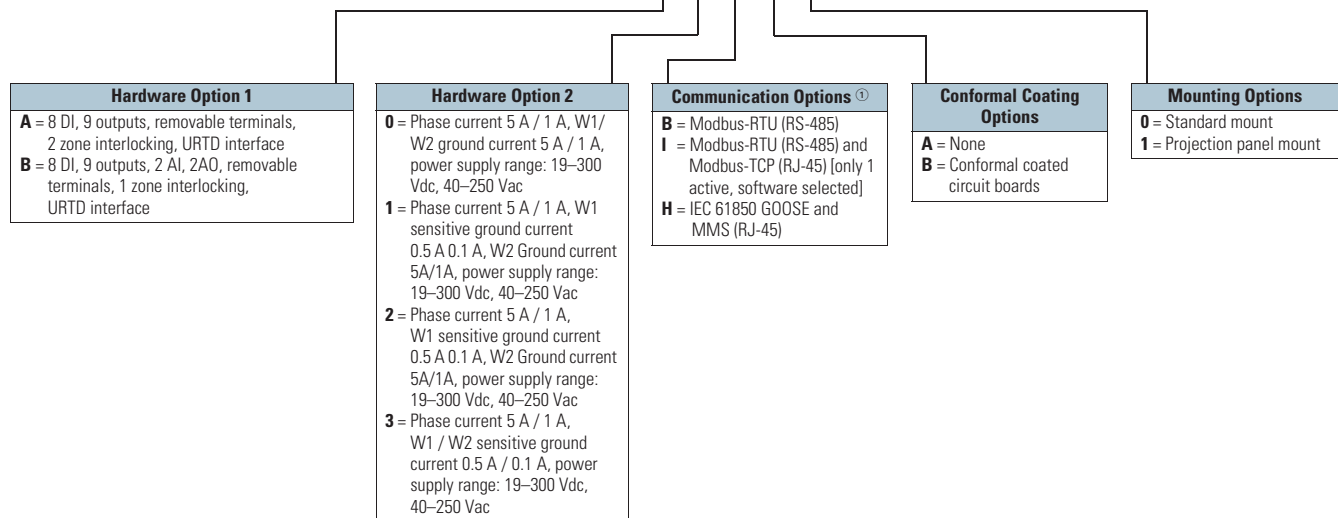 Hardware Option 1
A = 8 DI, 9 outputs, removable terminals,
2 zone interlocking, URTD interface
B = 8 DI, 9 outputs, 2 AI, 2AO, removable
terminals, 1 zone interlocking,
URTD interface
Hardware Option 2
0 = Phase current 5 A / 1 A, W1/
W2 ground current 5 A / 1 A,
power supply range: 19–300
Vdc, 40–250 Vac
1 = Phase current 5 A / 1 A, W1
sensitive ground current
0.5 A 0.1 A, W2 Ground current
5A/1A, power supply range:
19–300 Vdc, 40–250 Vac
2 = Phase current 5 A / 1 A,
W1 sensitive ground current
0.5 A 0.1 A, W2 Ground current
5A/1A, power supply range:
19–300 Vdc, 40–250 Vac
3 = Phase current 5 A / 1 A,
W1 / W2 sensitive ground
current 0.5 A / 0.1 A, power
supply range: 19–300 Vdc,
40–250 Vac
Communication Options ①
B = Modbus-RTU (RS-485)
I = Modbus-RTU (RS-485) and
Modbus-TCP (RJ-45) [only 1
active, software selected]
H = IEC 61850 GOOSE and
MMS (RJ-45)
Conformal Coating
Options
A = None
B = Conformal coated
circuit boards
Mounting Options
0 = Standard mount
1 = Projection panel mount